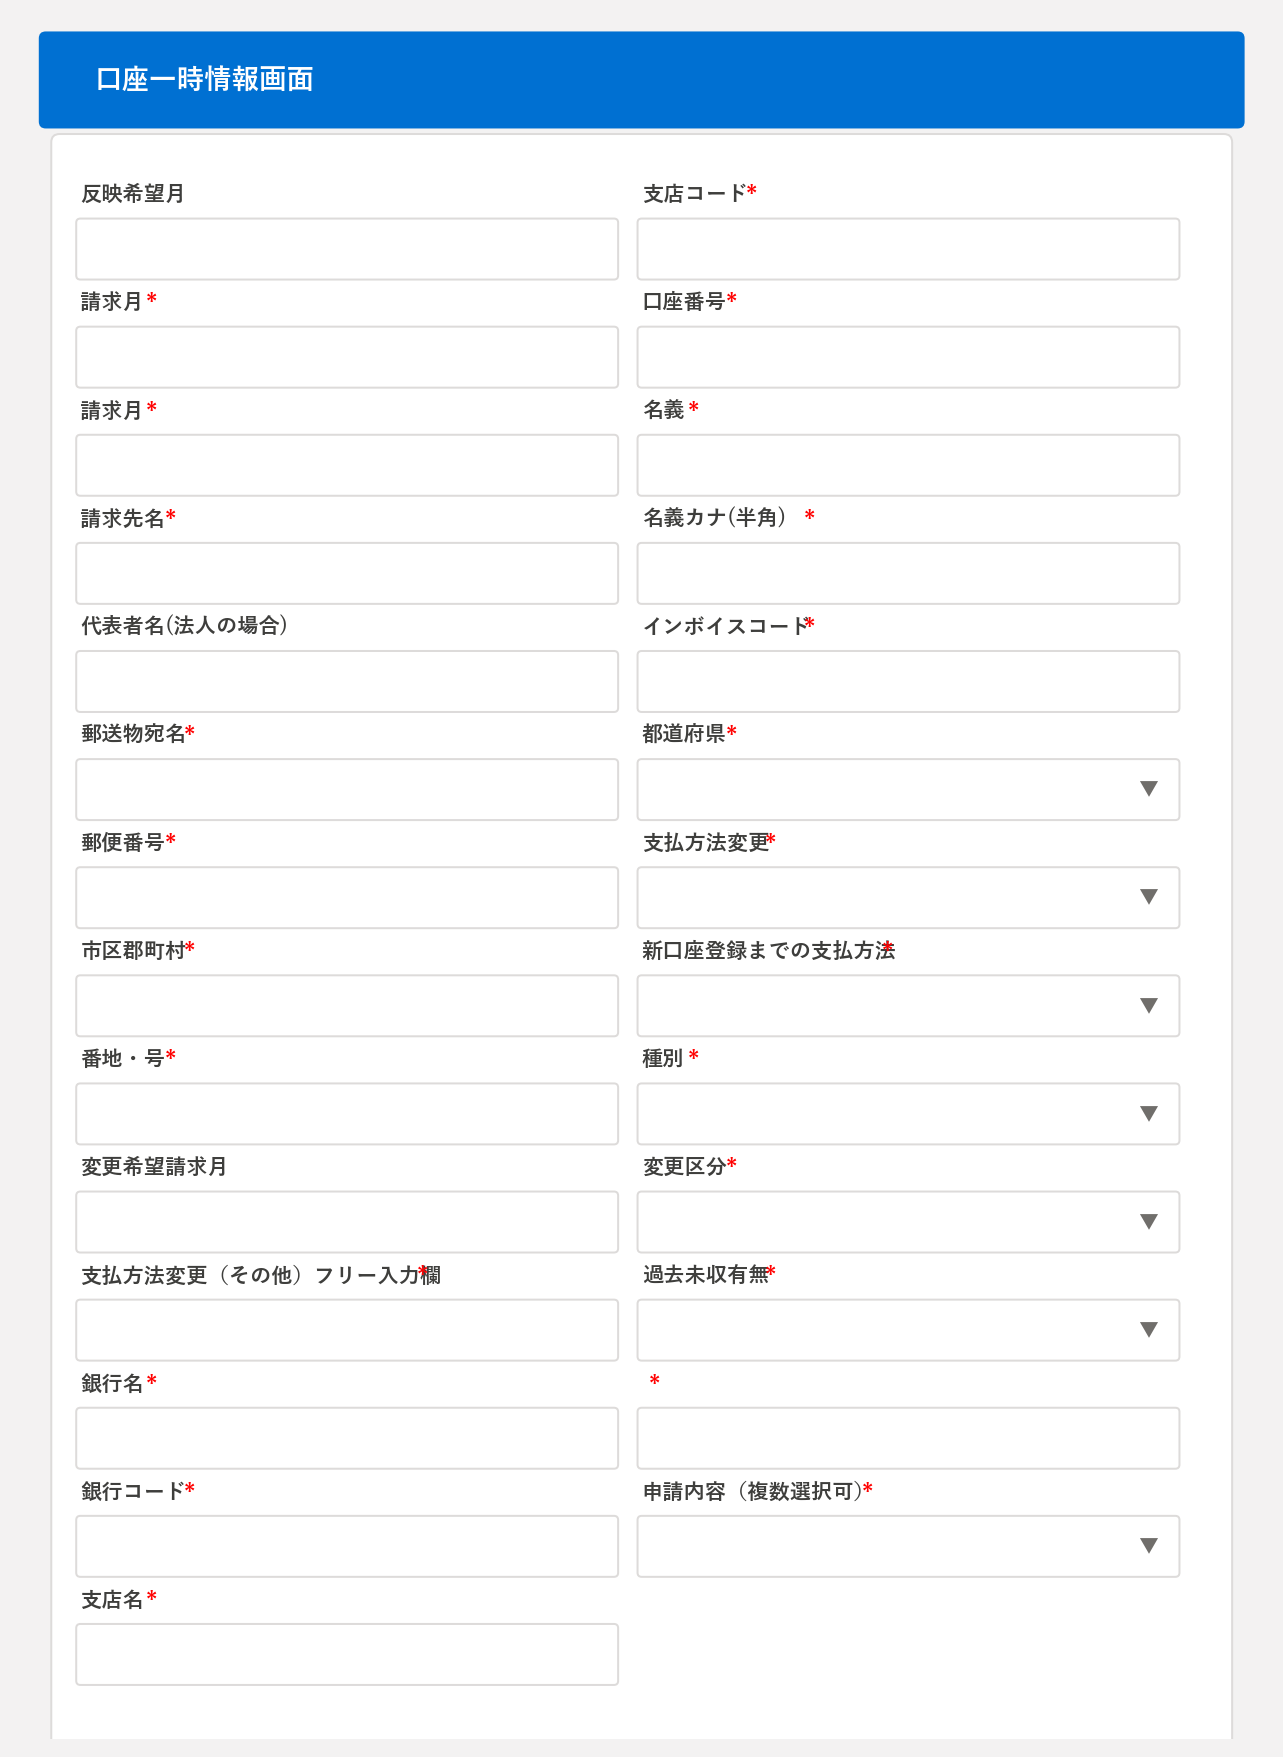 口座一時情報画面
反映希望月
支店コード*
請求月*
口座番号*
請求月*
名義*
請求先名*
名義カナ(半角) *
代表者名(法人の場合)
インボイスコード*
郵送物宛名*
都道府県*
▼
郵便番号*
支払方法変更*
▼
市区郡町村*
新口座登録までの支払方法*
▼
番地・号*
種別*
▼
変更希望請求月
変更区分*
▼
支払方法変更（その他）フリー入力欄*
過去未収有無*
▼
銀行名*
*
銀行コード*
申請内容（複数選択可)*
▼
支店名*